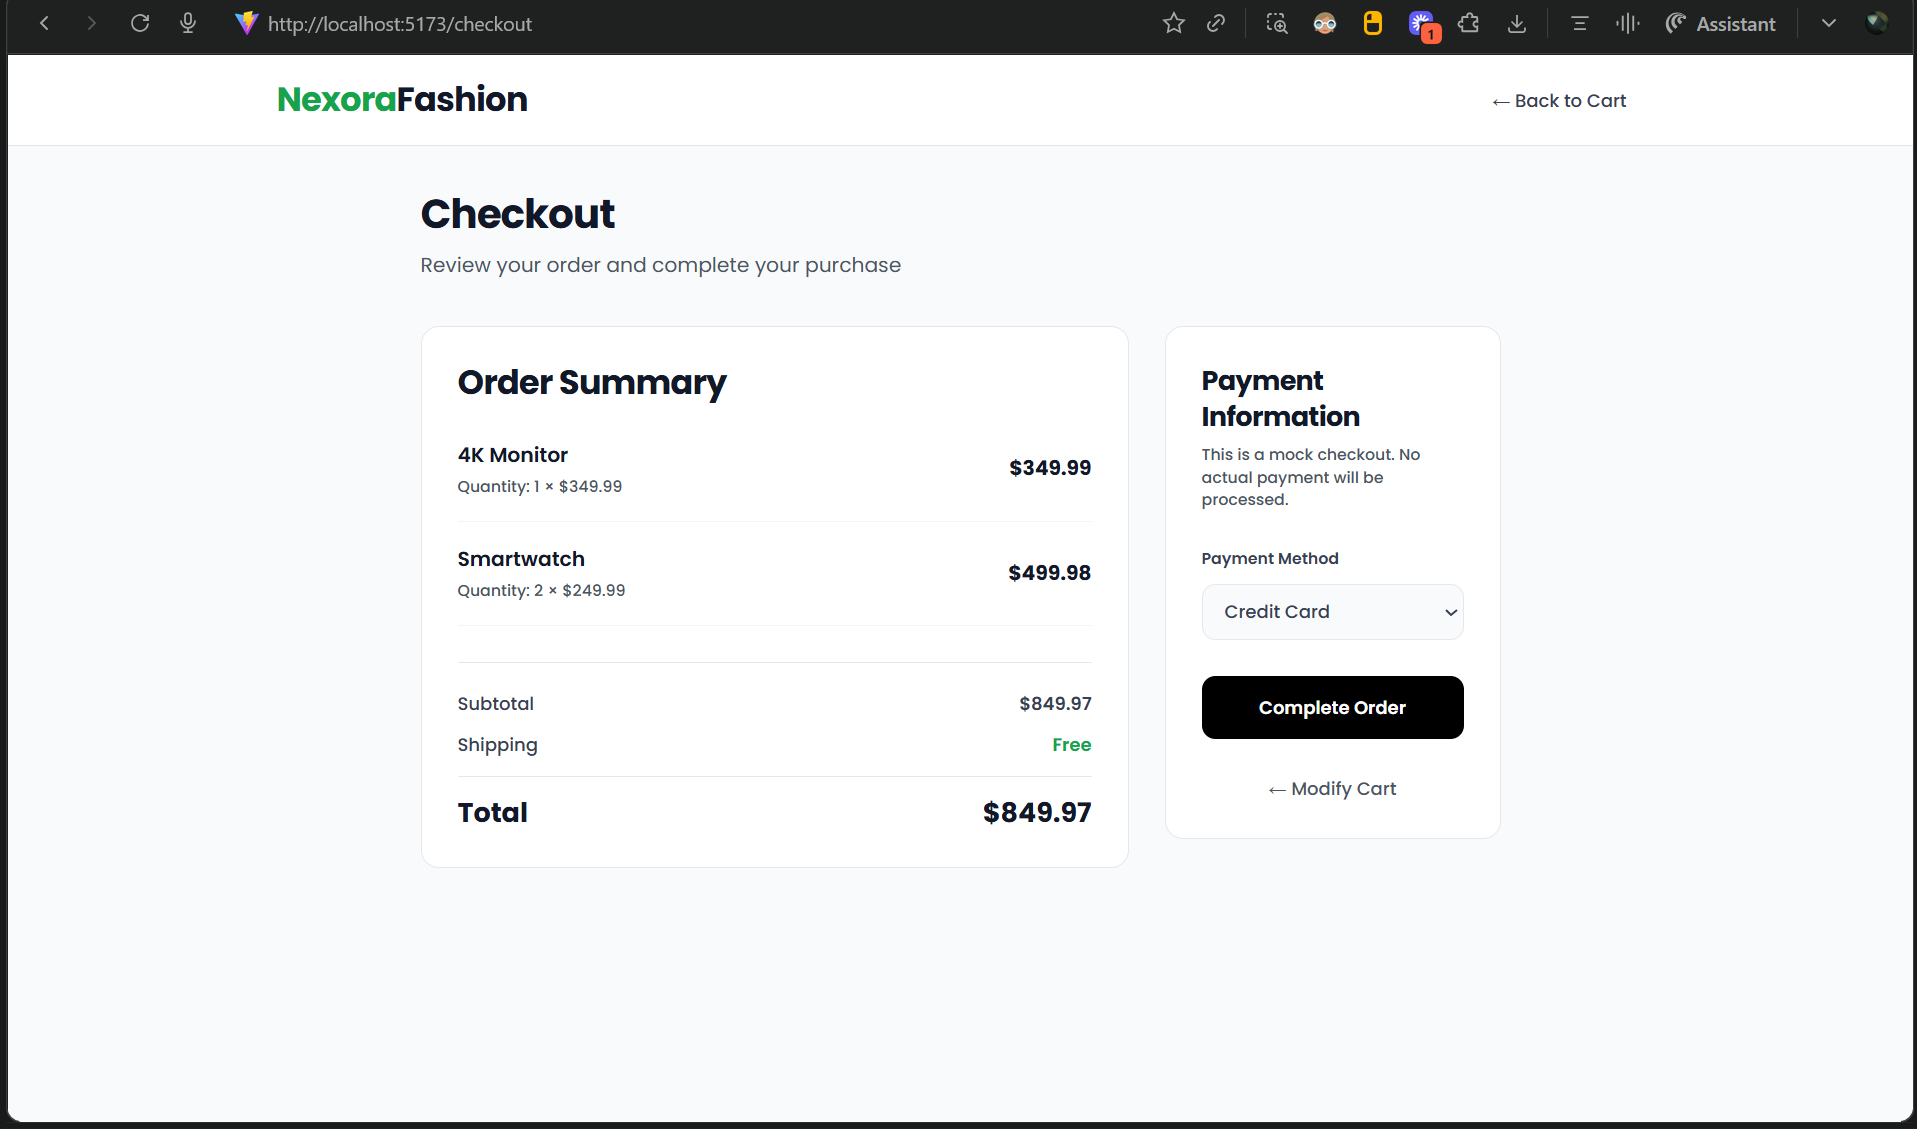 http://localhost:5173/checkout
1
Assistant
NexoraFashion
← Back to Cart
Checkout
Review your order and complete your purchase
Order Summary
4K Monitor
$349.99
Quantity: 1 × $349.99
Smartwatch
$499.98
Quantity: 2 × $249.99
Subtotal
$849.97
Shipping
Free
Total
$849.97
Payment
Information
This is a mock checkout. No
actual payment will be
processed.
Payment Method
Credit Card
Complete Order
← Modify Cart